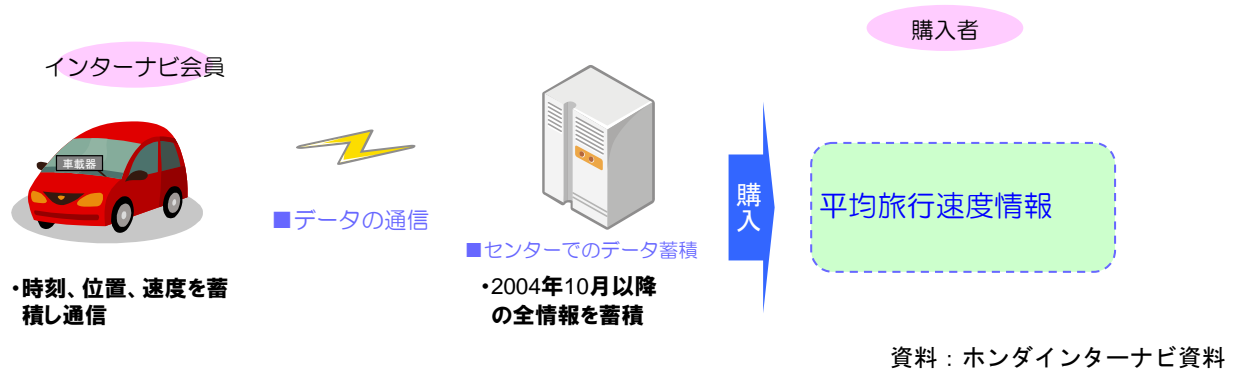 購入者
インターナビ会員
車載器
■データの通信
■センターでのデータ蓄積
購入
平均旅行速度情報
・時刻、位置、速度を蓄
積し通信
・2004年10月以降
の全情報を蓄積
資料：ホンダインターナビ資料